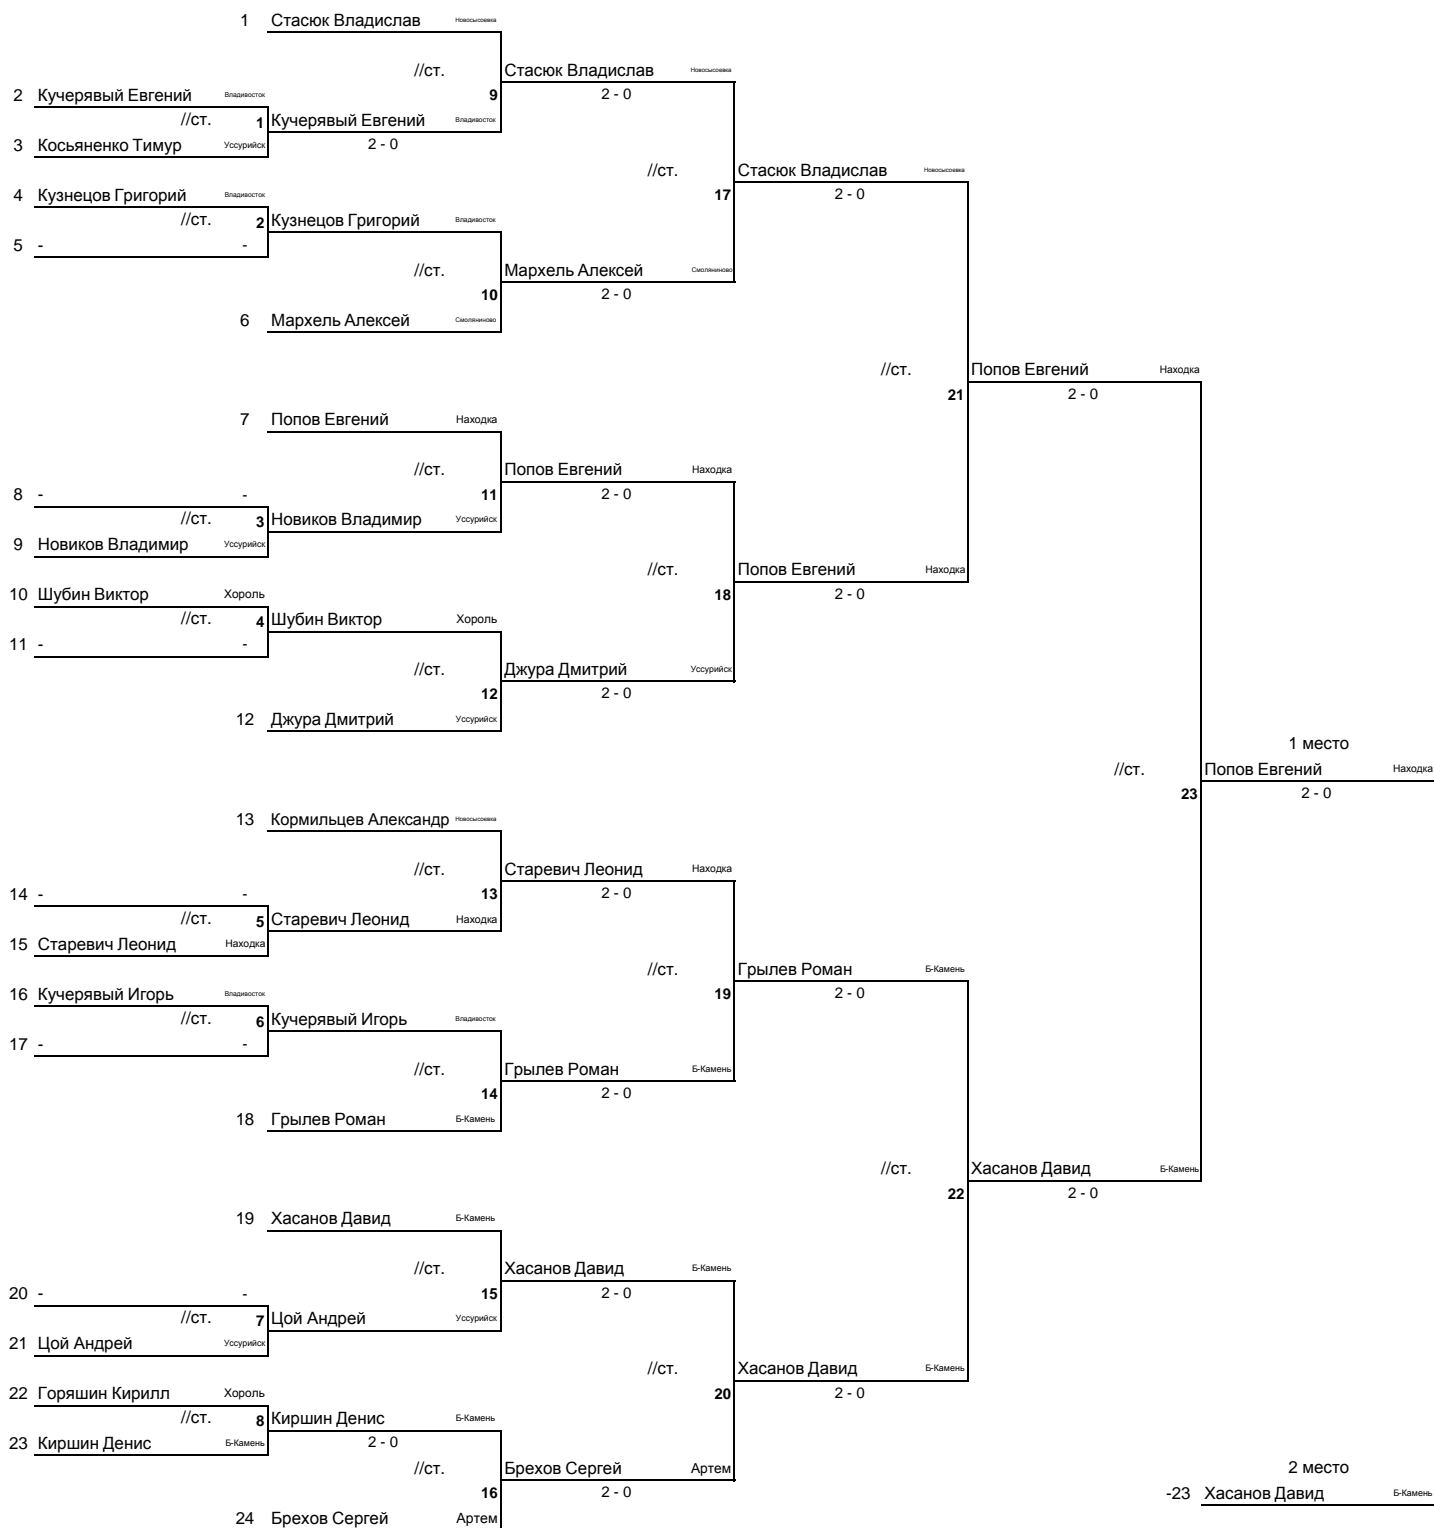 1 Стасюк Владислав Новосысоевка
//ст. Стасюк Владислав Новосысоевка
2 Кучерявый Евгений Владивосток 9 2 - 0
//ст. 1 Кучерявый Евгений Владивосток
3 Косьяненко Тимур Уссурийск 2 - 0
//ст. Стасюк Владислав Новосысоевка
4 Кузнецов Григорий Владивосток 17 2 - 0
//ст. 2 Кузнецов Григорий Владивосток
5 - -
//ст. Мархель Алексей Смоляниново
10 2 - 0
6 Мархель Алексей Смоляниново
//ст. Попов Евгений Находка
21 2 - 0
7 Попов Евгений Находка
//ст. Попов Евгений Находка
8 - - 11 2 - 0
//ст. 3 Новиков Владимир Уссурийск
9 Новиков Владимир Уссурийск
//ст. Попов Евгений Находка
10 Шубин Виктор Хороль 18 2 - 0
//ст. 4 Шубин Виктор Хороль
11 - -
//ст. Джура Дмитрий Уссурийск
12 2 - 0
12 Джура Дмитрий Уссурийск
1 место
//ст. Попов Евгений Находка
23 2 - 0
13 Кормильцев Александр Новосысоевка
//ст. Старевич Леонид Находка
14 - - 13 2 - 0
//ст. 5 Старевич Леонид Находка
15 Старевич Леонид Находка
//ст. Грылев Роман Б-Камень
16 Кучерявый Игорь Владивосток 19 2 - 0
//ст. 6 Кучерявый Игорь Владивосток
17 - -
//ст. Грылев Роман Б-Камень
14 2 - 0
18 Грылев Роман Б-Камень
//ст. Хасанов Давид Б-Камень
22 2 - 0
19 Хасанов Давид Б-Камень
//ст. Хасанов Давид Б-Камень
20 - - 15 2 - 0
//ст. 7 Цой Андрей Уссурийск
21 Цой Андрей Уссурийск
//ст. Хасанов Давид Б-Камень
22 Горяшин Кирилл Хороль 20 2 - 0
//ст. 8 Киршин Денис Б-Камень
23 Киршин Денис Б-Камень 2 - 0
//ст. Брехов Сергей Артем 2 место
16 2 - 0 -23 Хасанов Давид Б-Камень
24 Брехов Сергей Артем